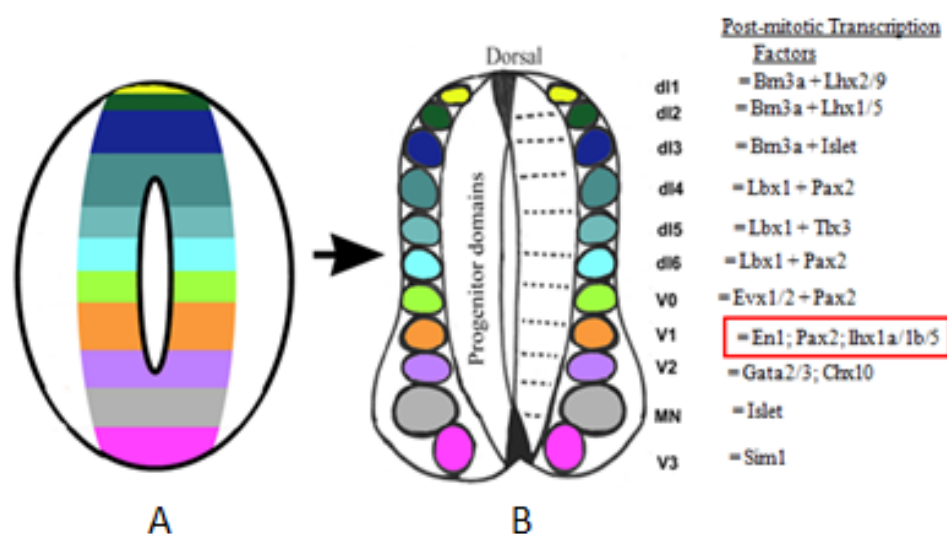 Post-mitotic Transcription
Factors
Dorsal
dI1 =Brn3a + Lhx2/9
dI2 =Brn3a + Lhx1/5
dI3 =Brn3a + Islet
dI4 =Lbx1 + Pax2
dI5 =Lbx1 + Tlx3
dI6 =Lbx1 + Pax2
V0 =Evx1/2 + Pax2
V1 =En1; Pax2; lhx1a/1b/5
V2 =Gata2/3; Chx10
MN =Islet
V3 =Sim1
Progenitor domains
A
B